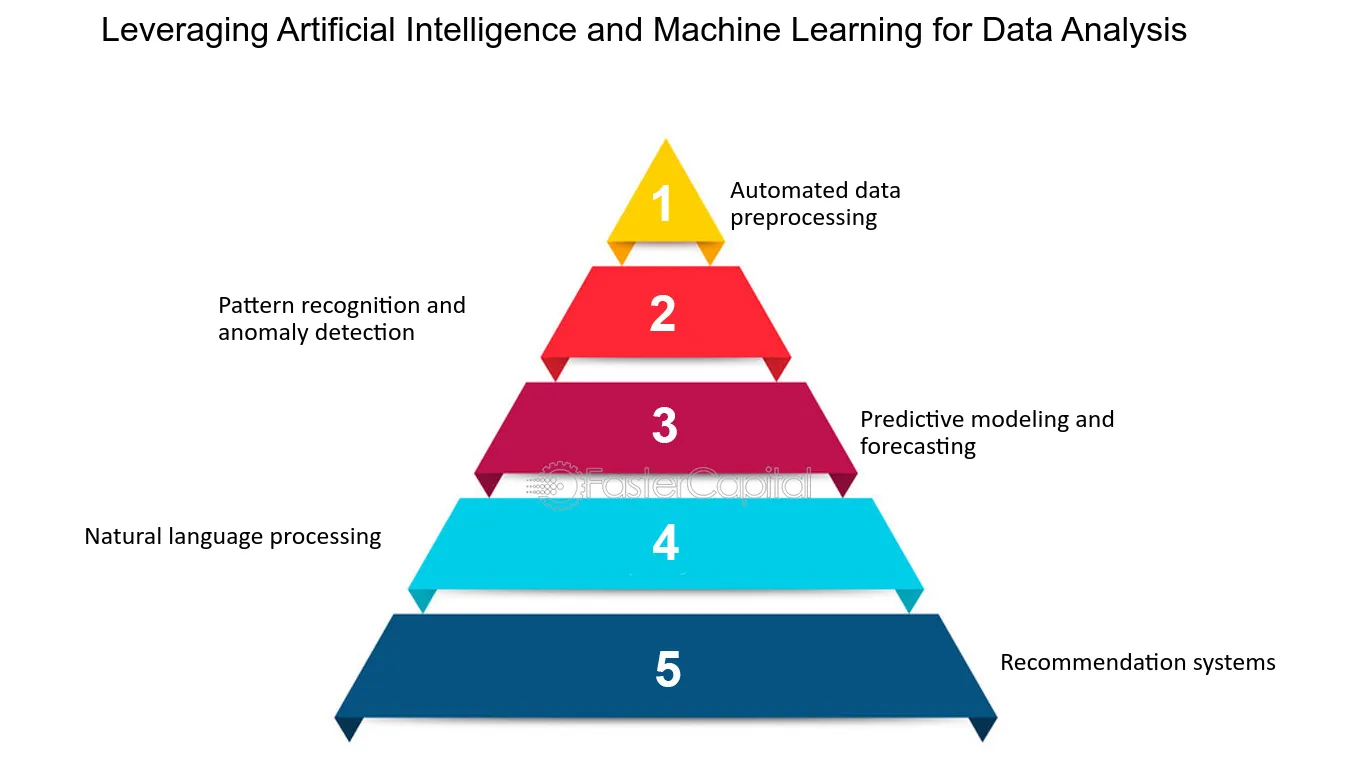 Leveraging Artificial Intelligence and Machine Learning for Data Analysis
1
Automated data
preprocessing
2
Pattern recognition and
anomaly detection
3
Predictive modeling and
forecasting
FasterCapital
4
Natural language processing
5
Recommendation systems